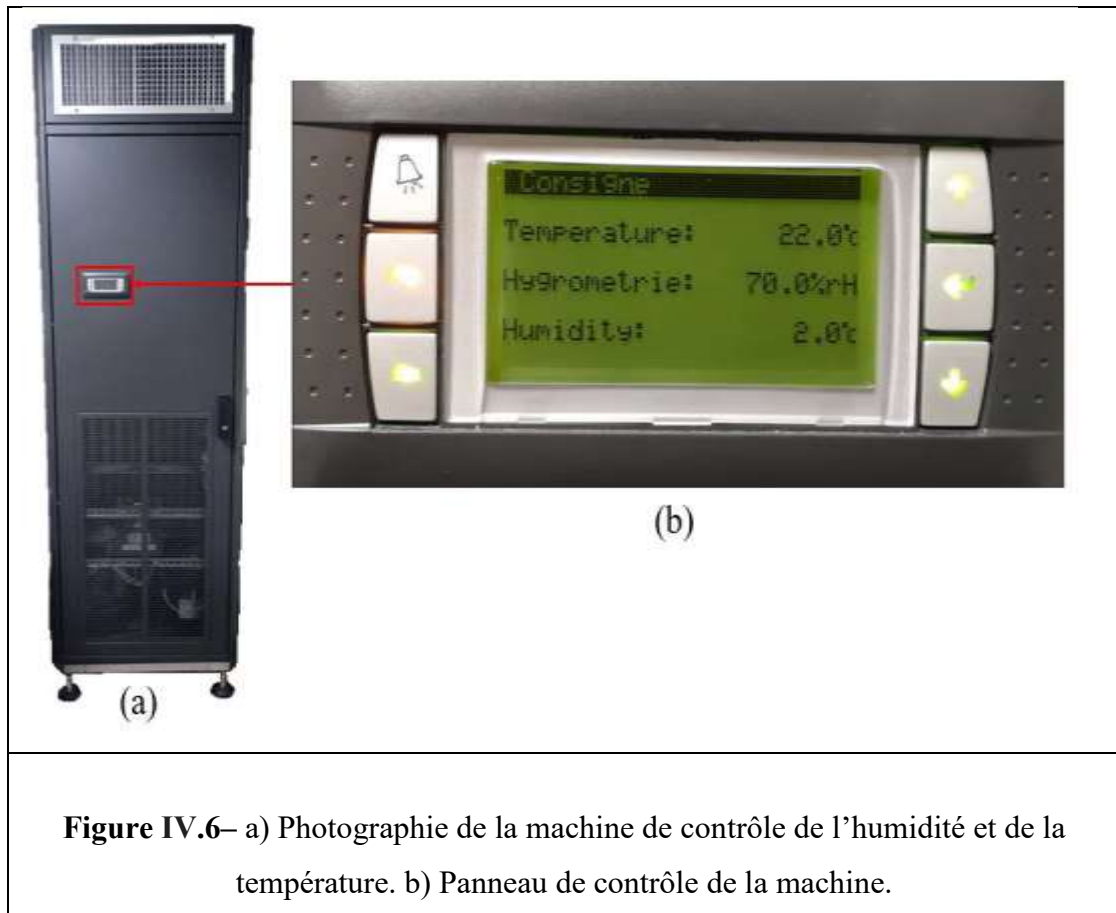 Consigne
Temperature: 22.0°c
Hygrometrie: 70.0%rH
Humidity: 2.0°c
(b)
(a)
Figure IV.6– a) Photographie de la machine de contrôle de l’humidité et de la
température. b) Panneau de contrôle de la machine.